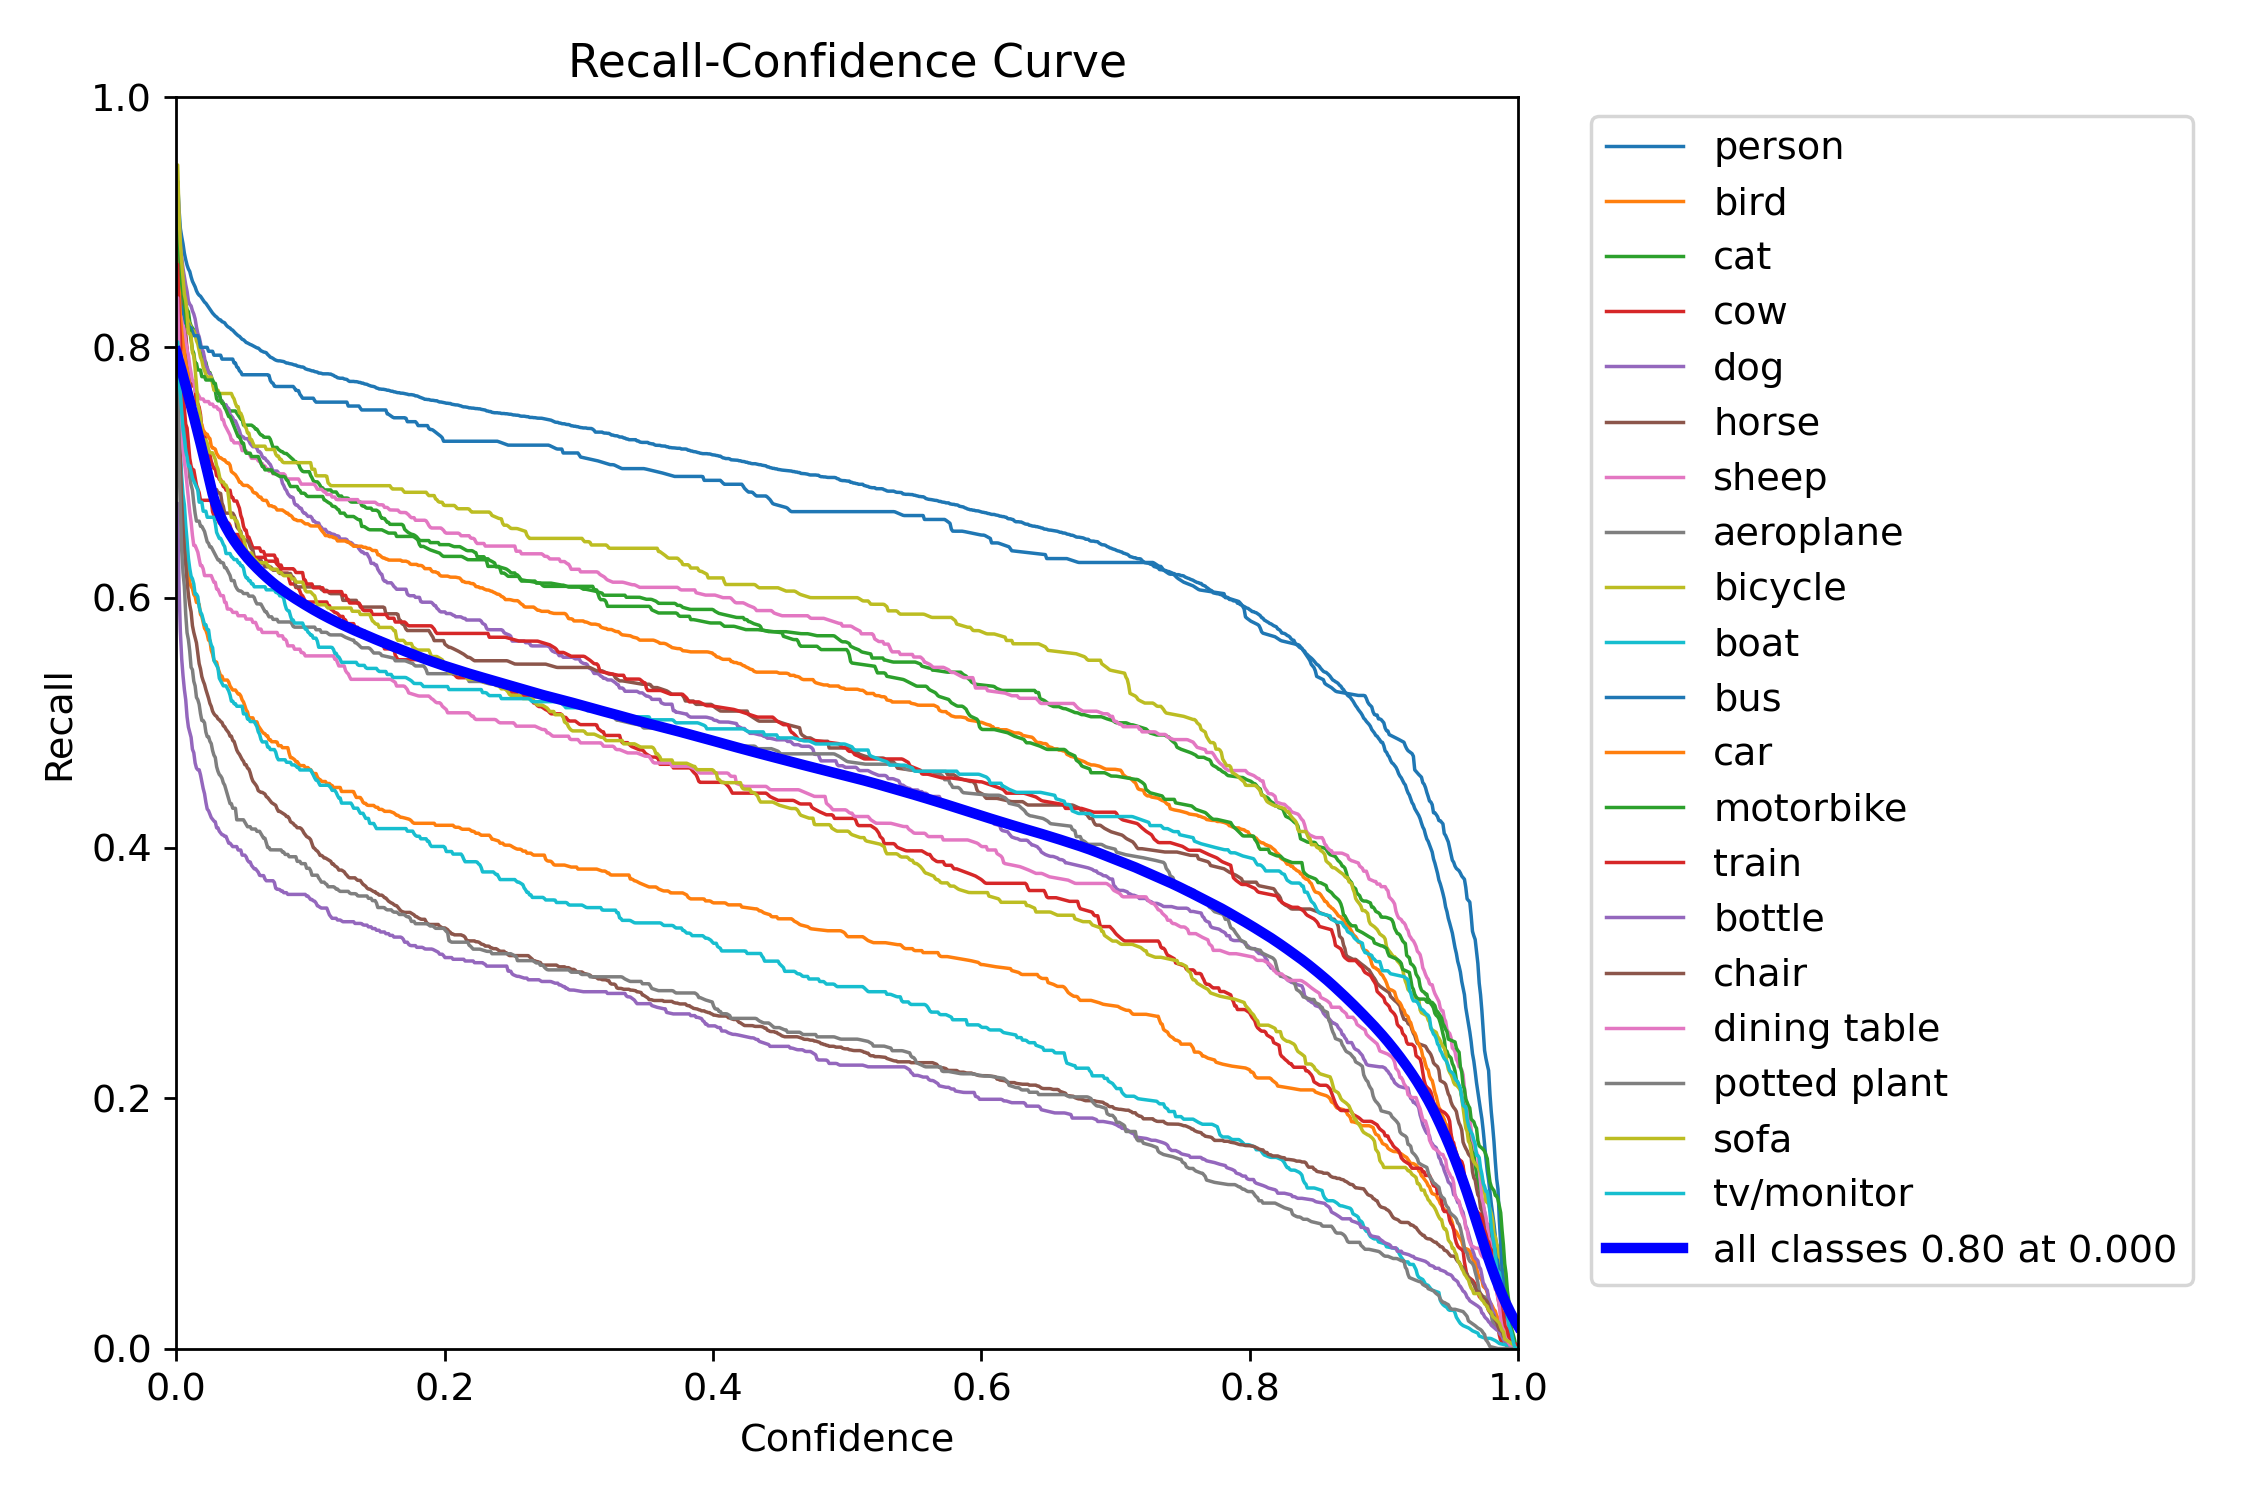 Recall-Confidence Curve
1.0
0.8
0.6
0.4
0.2
0.0
Recall
0.0 0.2 0.4 0.6 0.8 1.0
Confidence
person
bird
cat
cow
dog
horse
sheep
aeroplane
bicycle
boat
bus
car
motorbike
train
bottle
chair
dining table
potted plant
sofa
tv/monitor
all classes 0.80 at 0.000